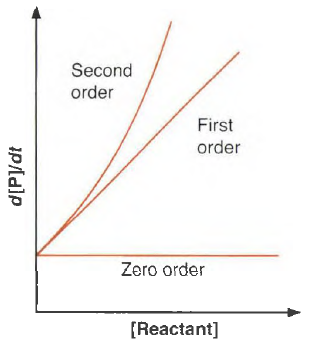 Second
order
First
order
d[P]/dt
Zero order
[Reactant]